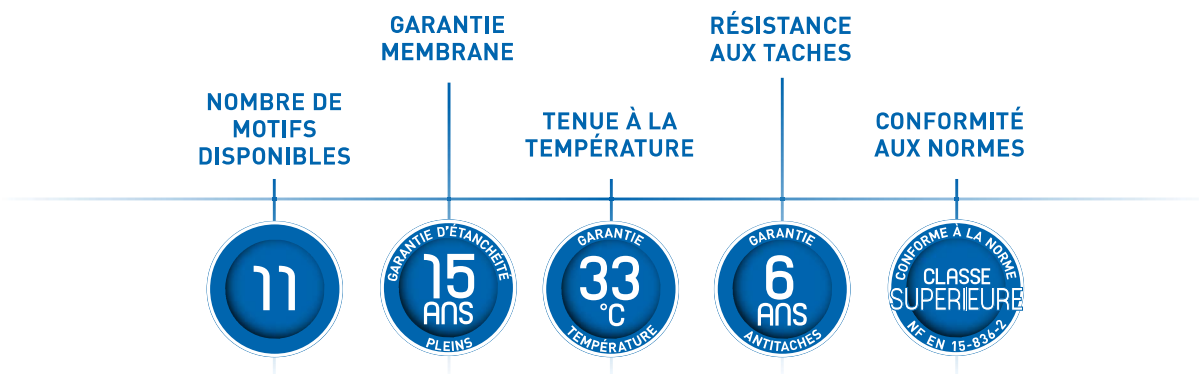 NOMBRE DE
MOTIFS
DISPONIBLES
11
GARANTIE
MEMBRANE
GARANTIE D'ÉTANCHÉITÉ
15
ANS
PLEINS
TENUE À LA
TEMPÉRATURE
GARANTIE
33
°C
TEMPÉRATURE
RÉSISTANCE
AUX TACHES
GARANTIE
6
ANS
ANTITACHES
CONFORMITÉ
AUX NORMES
CONFORME À LA NORME
CLASSE
SUPERIEURE
NF EN 15-836-2